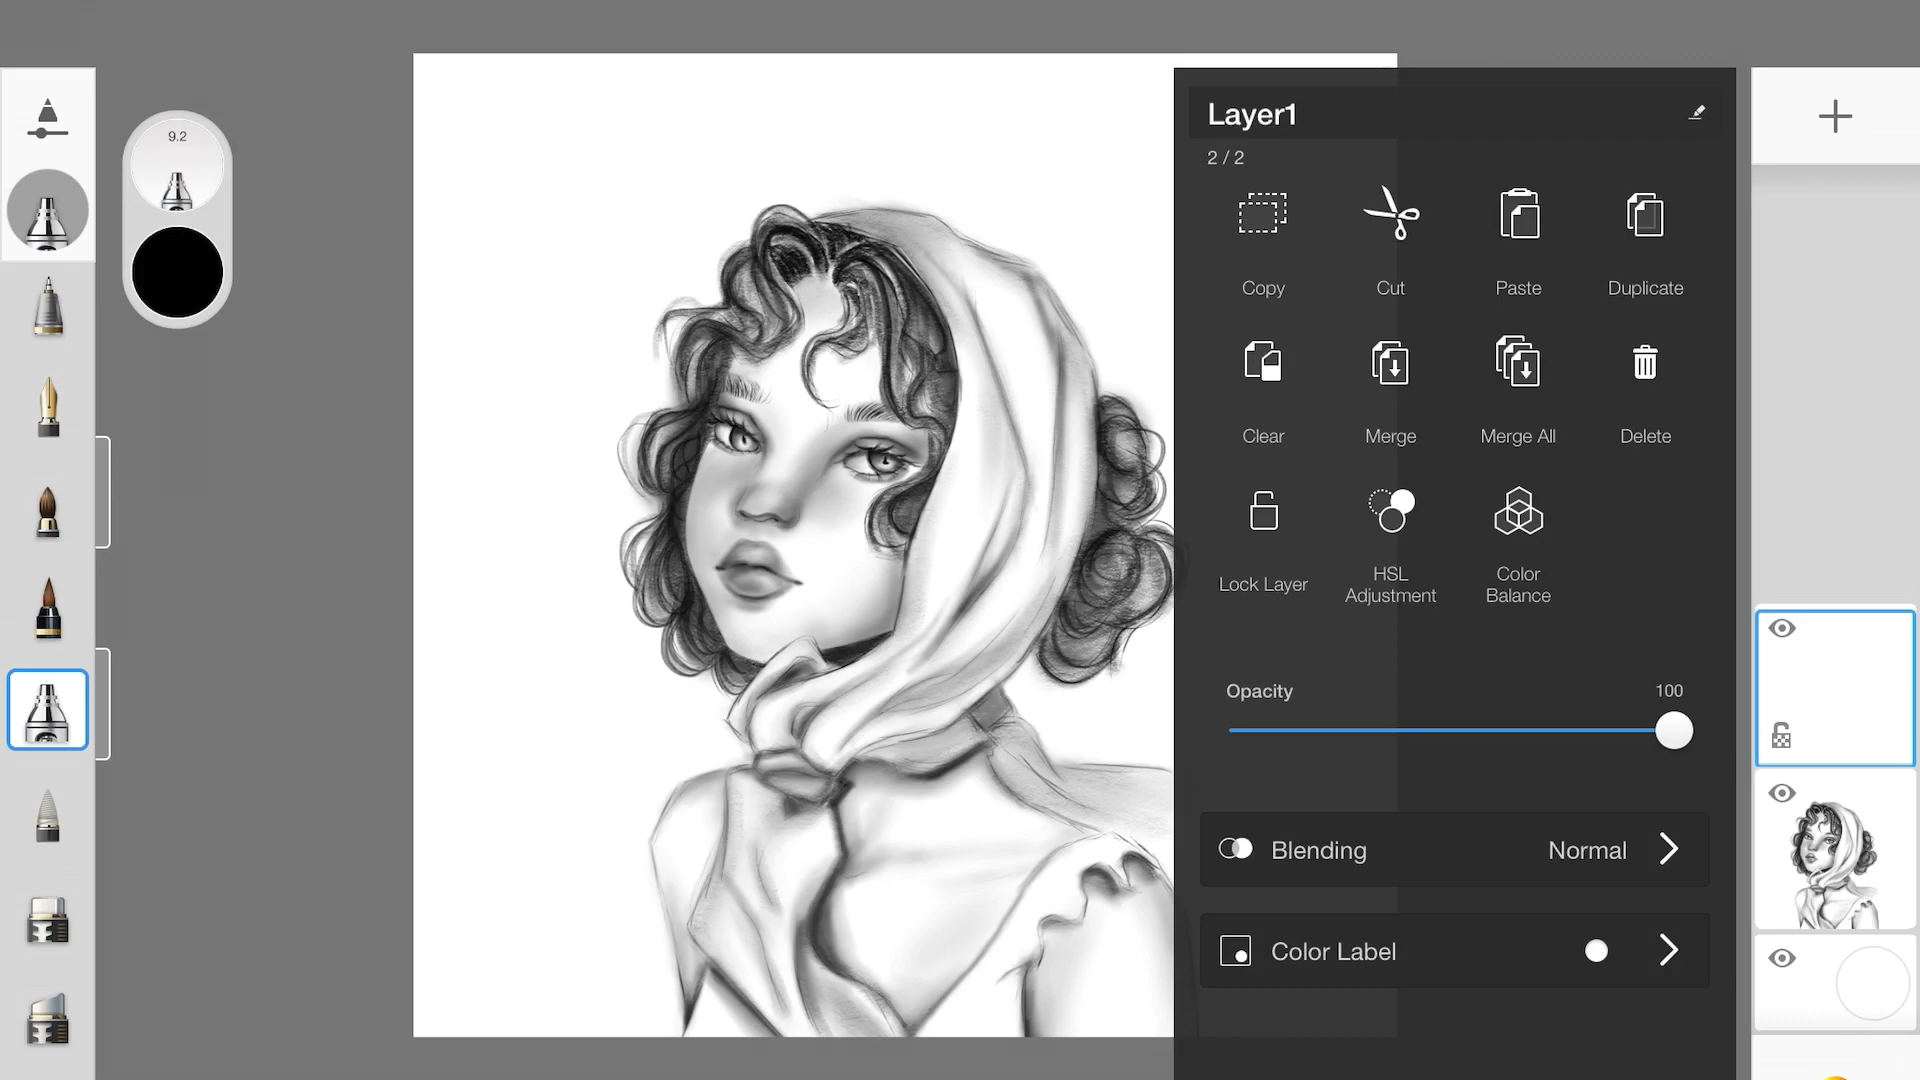 9.2
Layer1
2 / 2
Copy
Cut
Paste
Duplicate
Clear
Merge
Merge All
Delete
Lock Layer
HSL
Adjustment
Color
Balance
Opacity
100
Blending
Normal
Color Label